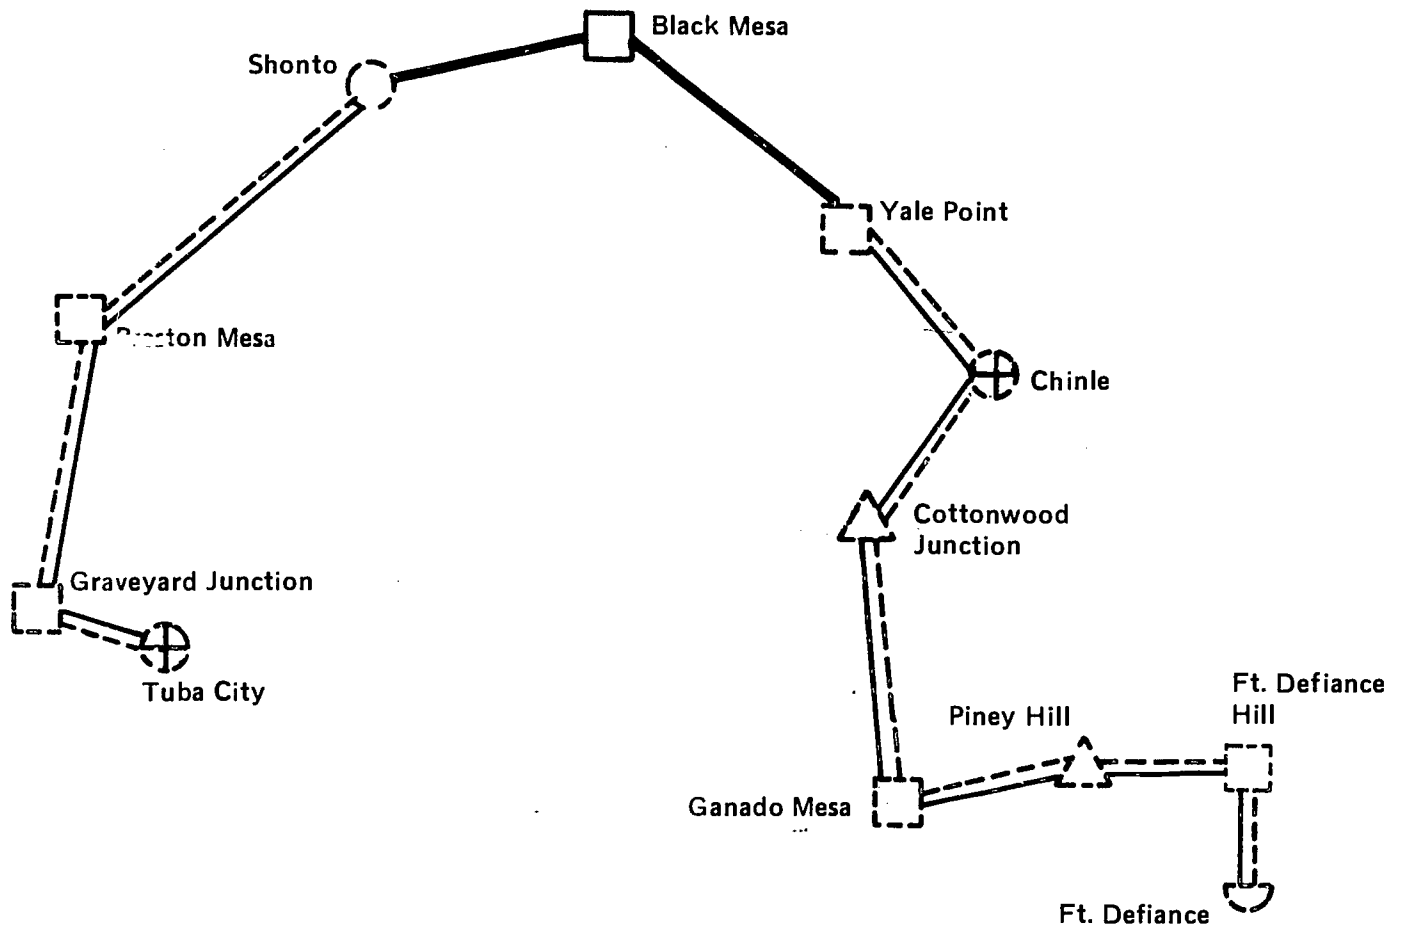 Black Mesa
Shonto
Yale Point
Mesa
Chinle
Cottonwood
Junction
Graveyard Junction
Tuba City
Ft. Defiance
Hill
Piney Hill
Ganado Mesa
Ft. Defiance